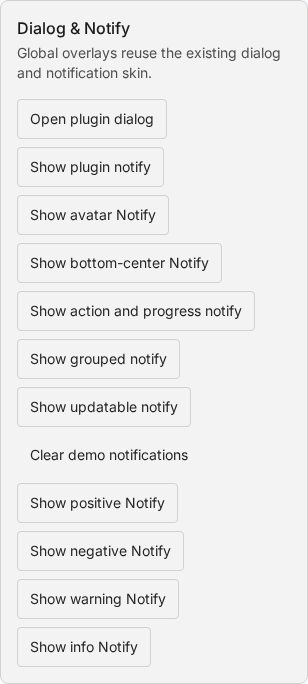 Dialog & Notify
Global overlays reuse the existing dialog
and notification skin.
Open plugin dialog
Show plugin notify
Show avatar Notify
Show bottom-center Notify
Show action and progress notify
Show grouped notify
Show updatable notify
Clear demo notifications
Show positive Notify
Show negative Notify
Show warning Notify
Show info Notify